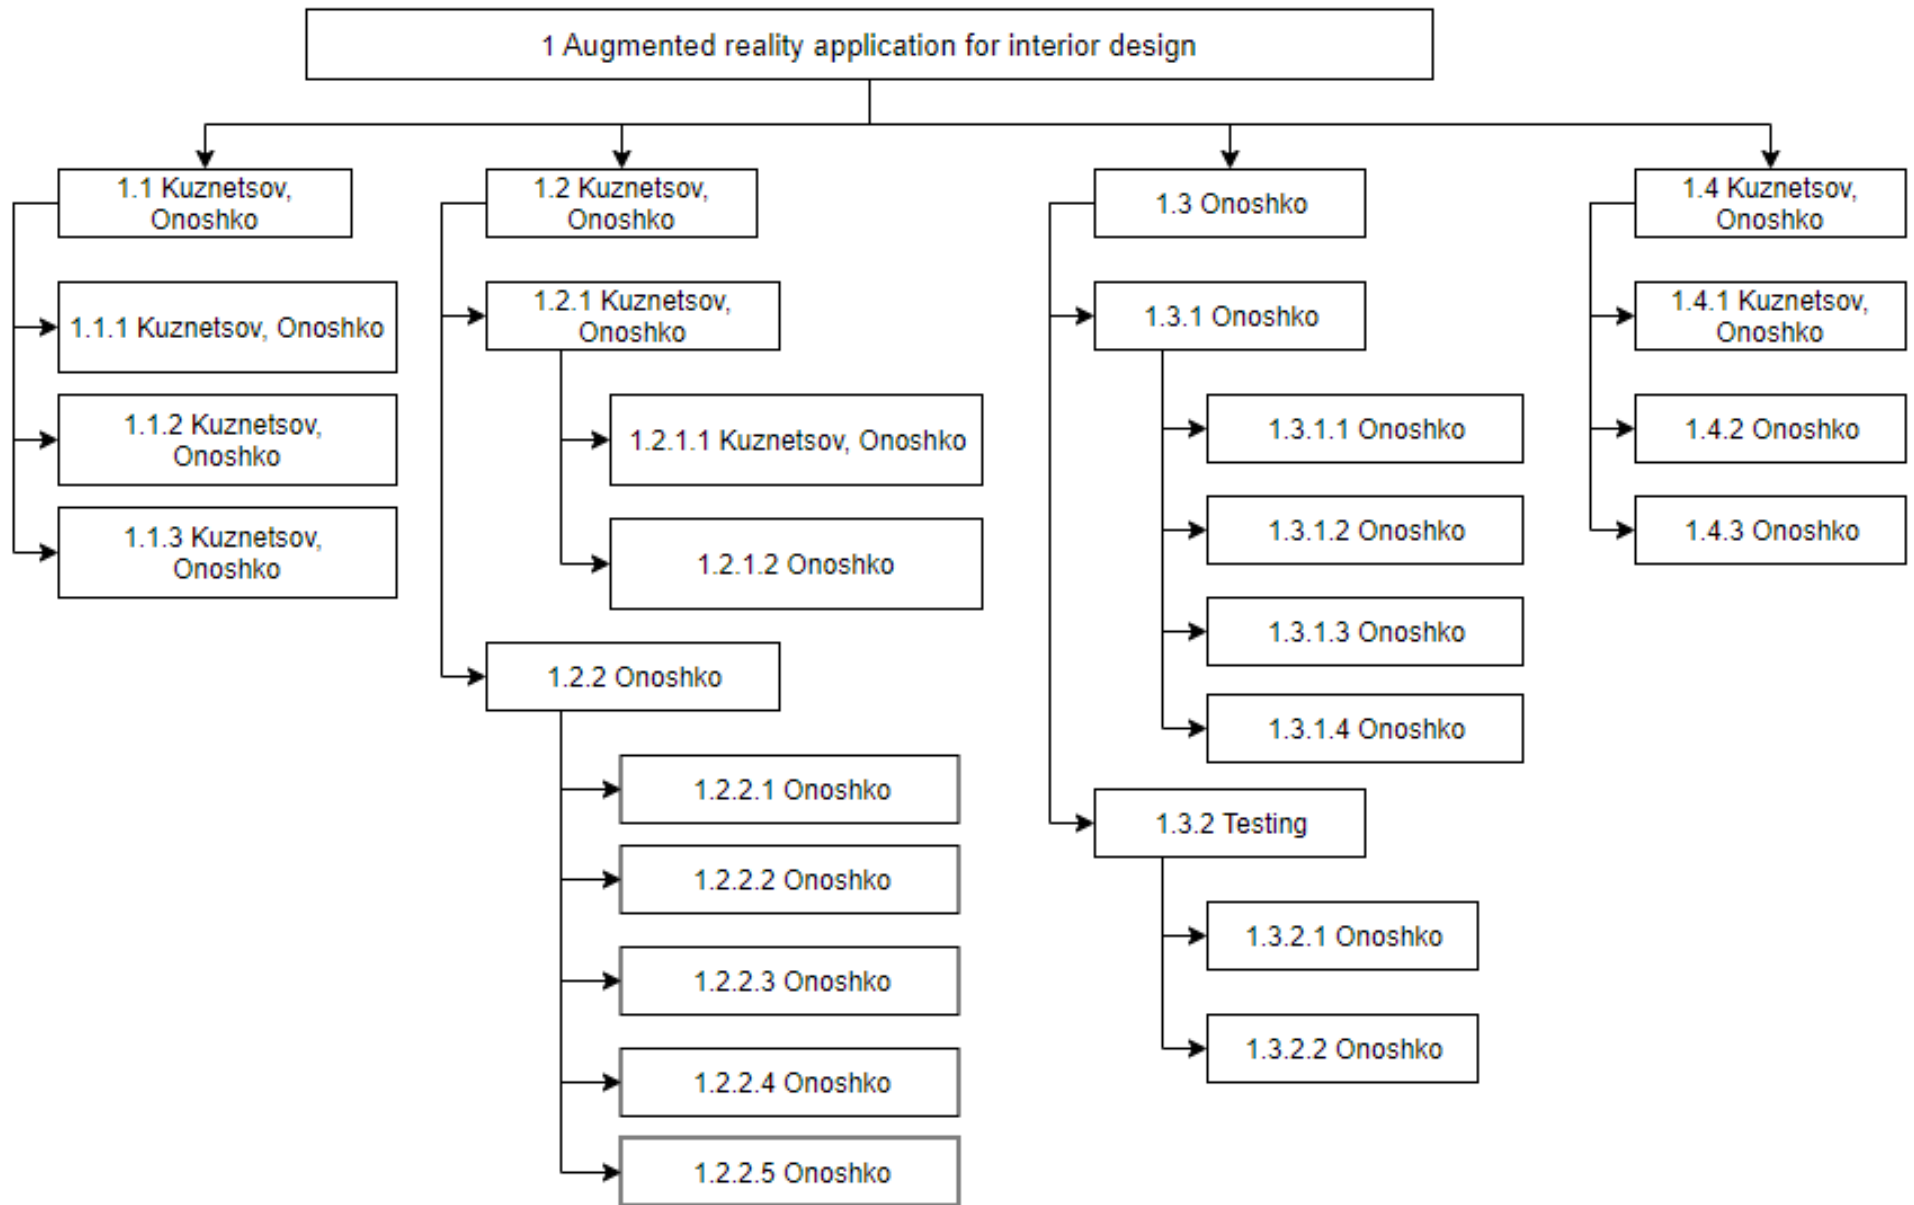 1 Augmented reality application for interior design
1.1 Kuznetsov,
Onoshko
1.1.1 Kuznetsov, Onoshko
1.1.2 Kuznetsov,
Onoshko
1.1.3 Kuznetsov,
Onoshko
1.2 Kuznetsov,
Onoshko
1.2.1 Kuznetsov,
Onoshko
1.2.1.1 Kuznetsov, Onoshko
1.2.1.2 Onoshko
1.2.2 Onoshko
1.2.2.1 Onoshko
1.2.2.2 Onoshko
1.2.2.3 Onoshko
1.2.2.4 Onoshko
1.2.2.5 Onoshko
1.3 Onoshko
1.3.1 Onoshko
1.3.1.1 Onoshko
1.3.1.2 Onoshko
1.3.1.3 Onoshko
1.3.1.4 Onoshko
1.3.2 Testing
1.3.2.1 Onoshko
1.3.2.2 Onoshko
1.4 Kuznetsov,
Onoshko
1.4.1 Kuznetsov,
Onoshko
1.4.2 Onoshko
1.4.3 Onoshko